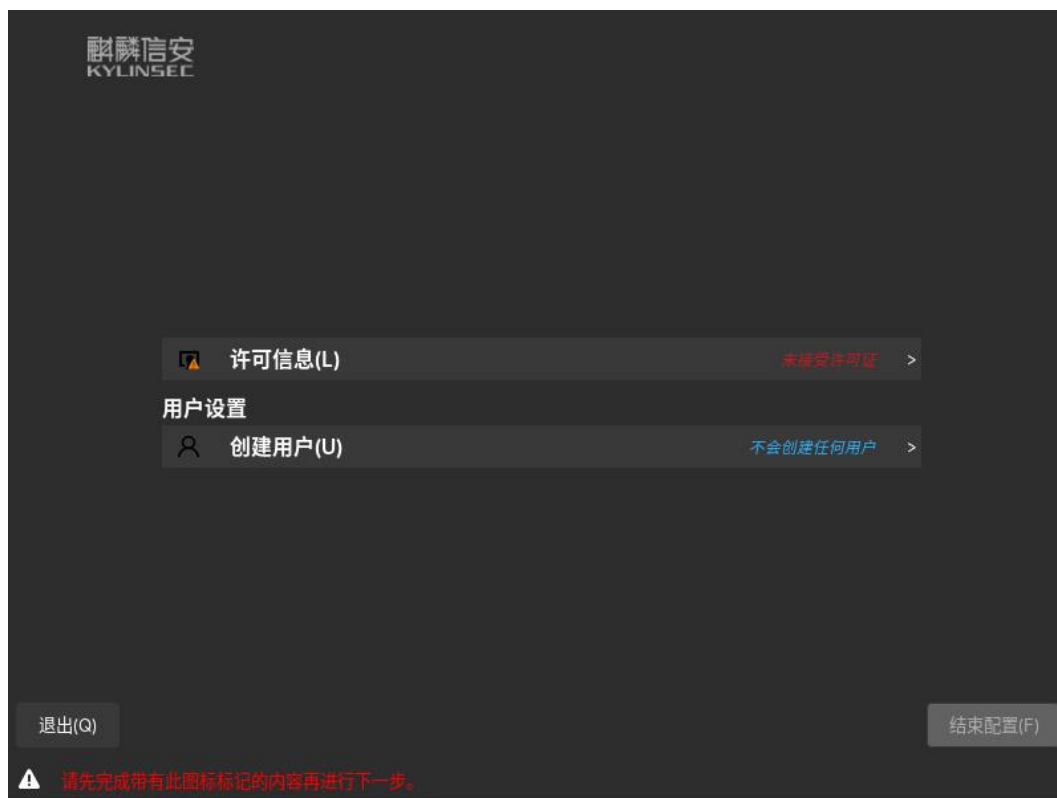 麒麟信安
KYLINSEC
许可信息(L) 未接受许可证 >
用户设置
创建用户(U) 不会创建任何用户 >
退出(Q) 结束配置(F)
请先完成带有此图标标记的内容再进行下一步。